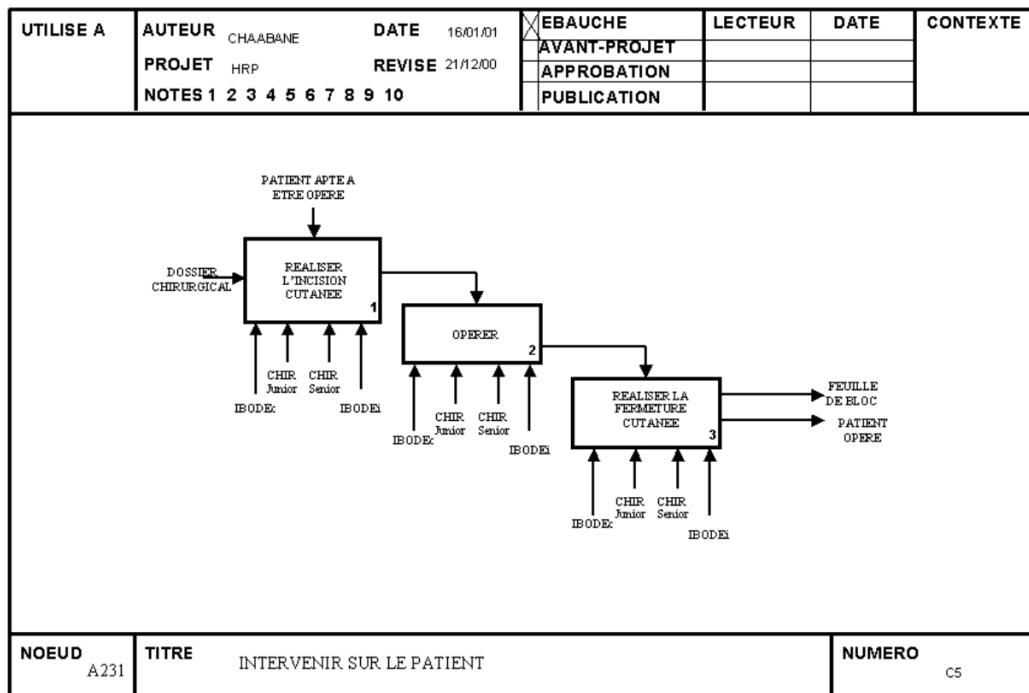 UTILISE A
AUTEUR CHAABANE
DATE 16/01/01
PROJET HRP
REVISE 21/12/00
NOTES 1 2 3 4 5 6 7 8 9 10
EBAUCHE
AVANT-PROJET
APPROBATION
PUBLICATION
LECTEUR
DATE
CONTEXTE
PATIENT APTE A
ETRE OPERE
DOSSIER
CHIRURGICAL
REALISER
L'INCISION
CUTANEE
1
IBODEc
CHIR
Junior
CHIR
Senior
IBODEi
OPERER
2
IBODEc
CHIR
Junior
CHIR
Senior
IBODEi
REALISER LA
FERMETURE
CUTANEE
3
FEUILLE
DE BLOC
PATIENT
OPERE
IBODEc
CHIR
Junior
CHIR
Senior
IBODEi
NOEUD
A231
TITRE
INTERVENIR SUR LE PATIENT
NUMERO
C5